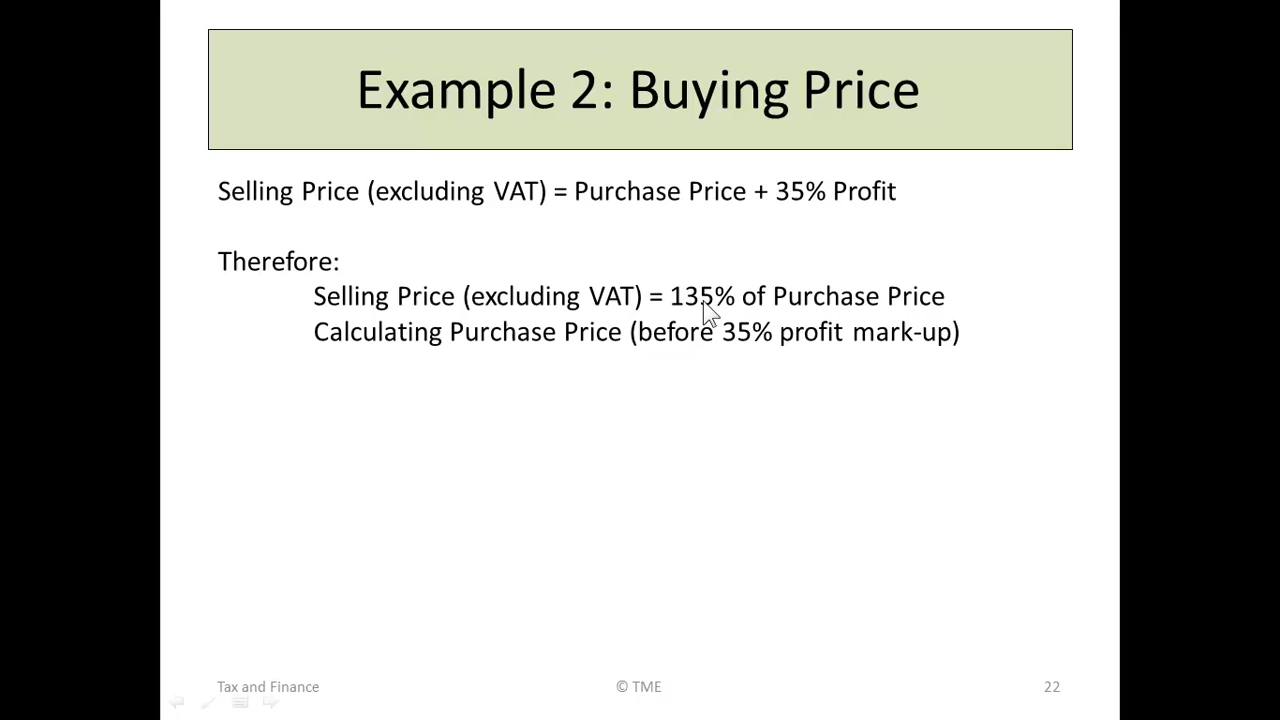 Example 2: Buying Price
Selling Price (excluding VAT) = Purchase Price + 35% Profit
Therefore:
Selling Price (excluding VAT) = 135% of Purchase Price
Calculating Purchase Price (before 35% profit mark-up)
Tax and Finance
© TME
22